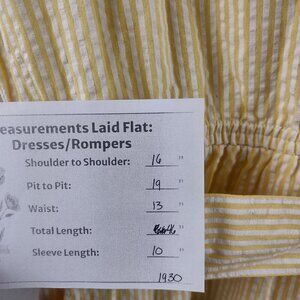 easurements Laid Flat:
Dresses/Rompers
Shoulder to Shoulder: 16 "
Pit to Pit: 19 "
Waist: 13 "
Total Length: "
Sleeve Length: 10 "
1930